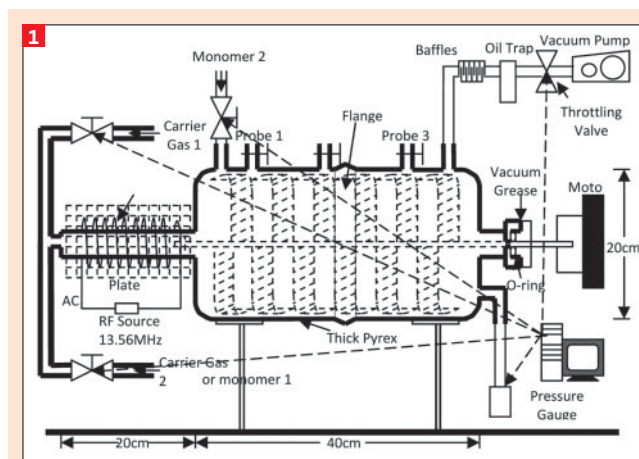 1
Monomer 2
Baffles
Oil Trap
Vacuum Pump
Throttling
Valve
Carrier
Gas 1
Probe 1
Flange
Probe 3
Vacuum
Grease
Moto
20cm
Plate
AC
RF Source
13.56MHz
O-ring
Thick Pyrex
Carrier Gas
2 or monomer 1
Pressure
Gauge
20cm
40cm